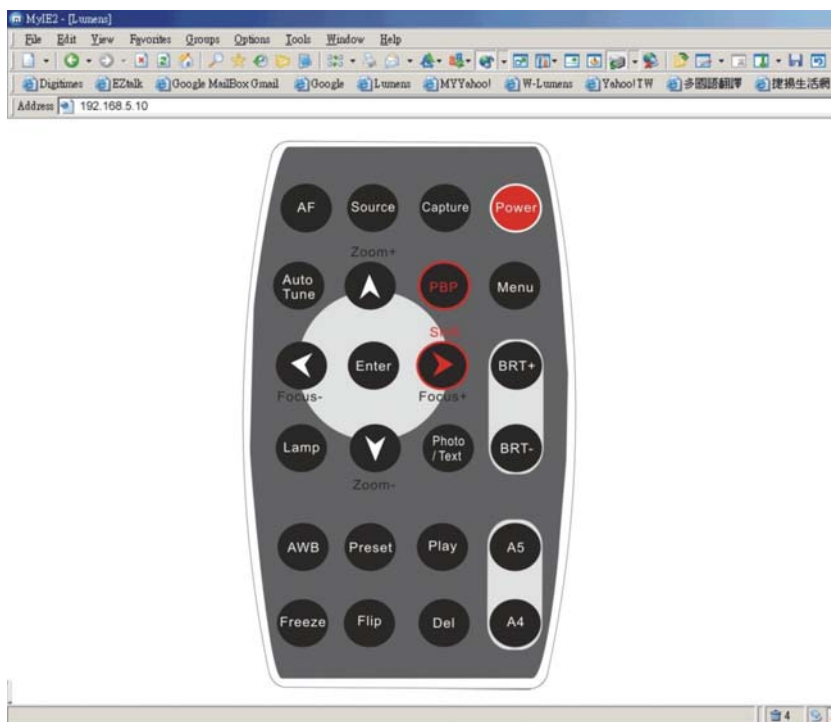 MyIE2 - [Lumens]
File Edit View Favorites Groups Options Tools Window Help
Digitimes EZtalk Google MailBox Gmail Google Lumens MYYahoo! W-Lumens Yahoo!TW 多國語翻譯 捷揚生活網
Address 192.168.5.10
AF Source Capture Power
Zoom+
Auto Tune PBP Menu
Enter BRT+
Focus- Focus+
Lamp Photo / Text BRT-
Zoom-
AWB Preset Play A5
Freeze Flip Del A4
4